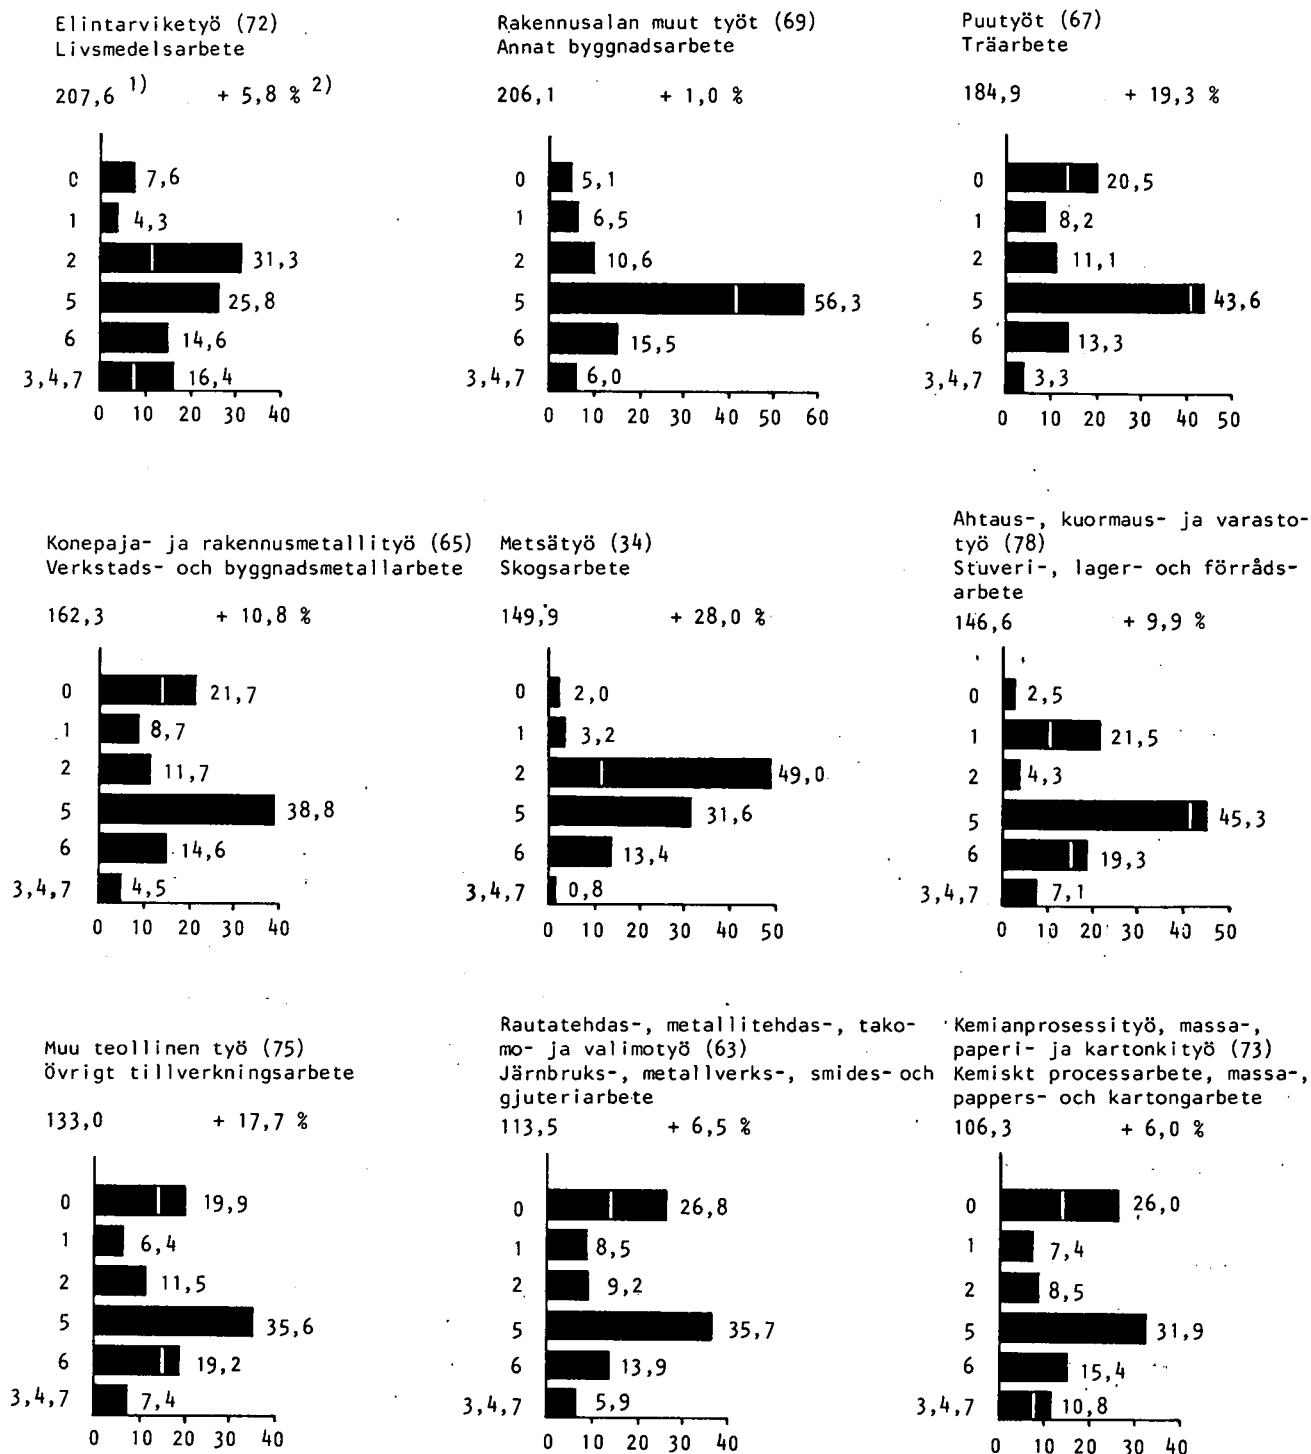 Elintarviketyö (72)
Livsmedelsarbete
207,6 1) + 5,8 % 2)
0 7,6
1 4,3
2 31,3
5 25,8
6 14,6
3,4,7 16,4
0 10 20 30 40
Rakennusalan muut työt (69)
Annat byggnadsarbete
206,1 + 1,0 %
0 5,1
1 6,5
2 10,6
5 56,3
6 15,5
3,4,7 6,0
0 10 20 30 40 50 60
Puutyöt (67)
Träarbete
184,9 + 19,3 %
0 20,5
1 8,2
2 11,1
5 43,6
6 13,3
3,4,7 3,3
0 10 20 30 40 50
Konepaja- ja rakennusmetallityö (65)
Verkstads- och byggnadsmetallarbete
162,3 + 10,8 %
0 21,7
1 8,7
2 11,7
5 38,8
6 14,6
3,4,7 4,5
0 10 20 30 40
Metsätyö (34)
Skogsarbete
149,9 + 28,0 %
0 2,0
1 3,2
2 49,0
5 31,6
6 13,4
3,4,7 0,8
0 10 20 30 40 50
Ahtaus-, kuormaus- ja varasto-
työ (78)
Stuveri-, lager- och förråds-
arbete
146,6 + 9,9 %
0 2,5
1 21,5
2 4,3
5 45,3
6 19,3
3,4,7 7,1
0 10 20 30 40 50
Muu teollinen työ (75)
Övrigt tillverkningsarbete
133,0 + 17,7 %
0 19,9
1 6,4
2 11,5
5 35,6
6 19,2
3,4,7 7,4
0 10 20 30 40
Rautatehdas-, metallitehdas-, tako-
mo- ja valimotyö (63)
Järnbruks-, metallverks-, smides- och
gjuteriarbete
113,5 + 6,5 %
0 26,8
1 8,5
2 9,2
5 35,7
6 13,9
3,4,7 5,9
0 10 20 30 40
Kemianprosessityö, massa-,
paperi- ja kartonkityö (73)
Kemiskt processarbete, massa-,
pappers- och kartongarbete
106,3 + 6,0 %
0 26,0
1 7,4
2 8,5
5 31,9
6 15,4
3,4,7 10,8
0 10 20 30 40